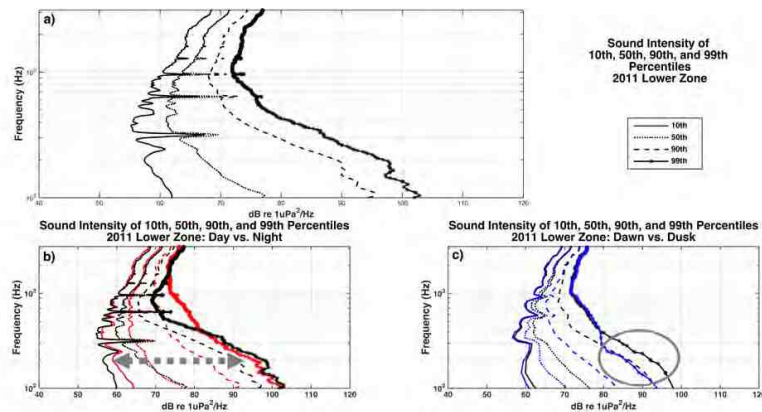 a)
Frequency (Hz)
10³
10²
40 50 60 70 80 90 100 110 120
dB re 1uPa²/Hz
Sound Intensity of
10th, 50th, 90th, and 99th
Percentiles
2011 Lower Zone
10th
50th
90th
99th
Sound Intensity of 10th, 50th, 90th, and 99th Percentiles
2011 Lower Zone: Day vs. Night
b)
Frequency (Hz)
10³
10²
40 60 80 100 120
dB re 1uPa²/Hz
Sound Intensity of 10th, 50th, 90th, and 99th Percentiles
2011 Lower Zone: Dawn vs. Dusk
c)
Frequency (Hz)
10³
10²
40 50 60 70 80 90 100 110 120
dB re 1uPa²/Hz